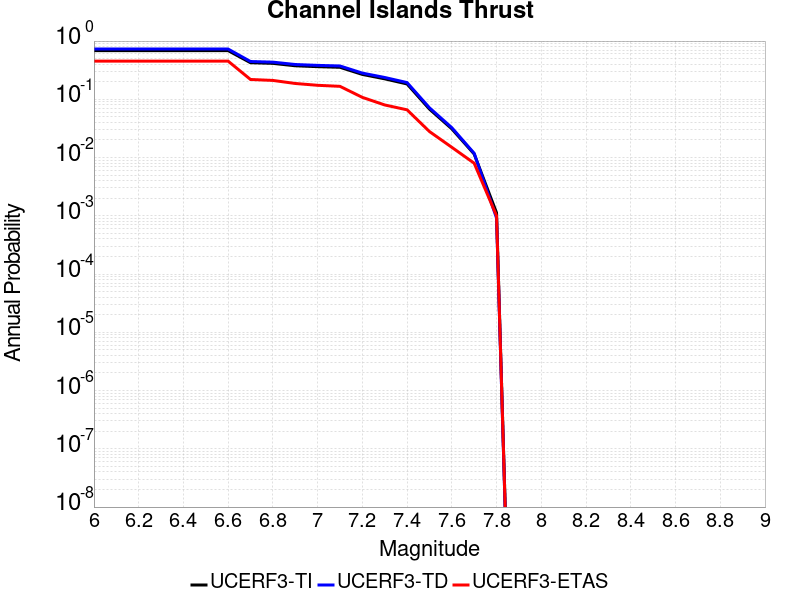 Channel Islands Thrust
10^0
10^-1
10^-2
10^-3
10^-4
10^-5
10^-6
10^-7
10^-8
Annual Probability
6 6.2 6.4 6.6 6.8 7 7.2 7.4 7.6 7.8 8 8.2 8.4 8.6 8.8 9
Magnitude
UCERF3-TI UCERF3-TD UCERF3-ETAS